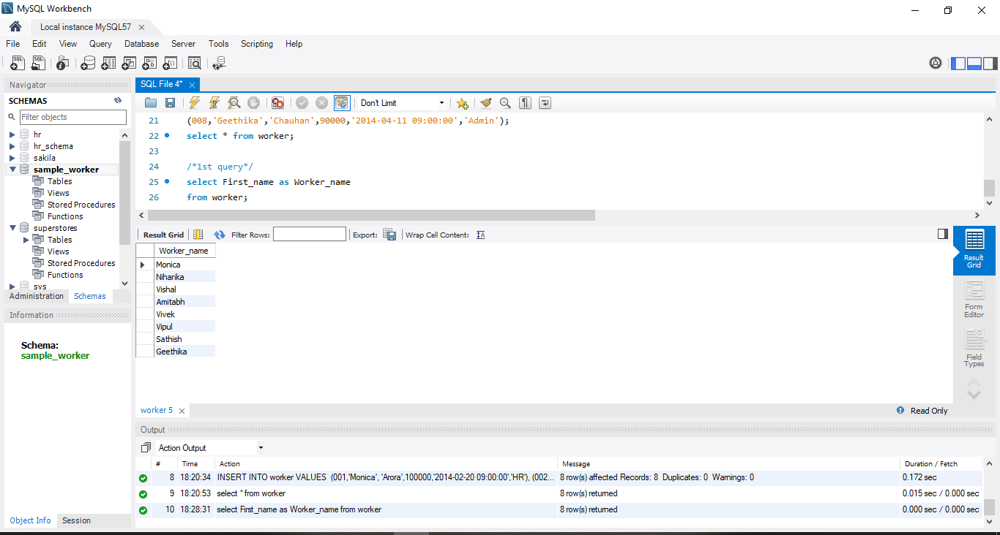 MySQL Workbench
Local instance MySQL57
File Edit View Query Database Server Tools Scripting Help
Navigator
SCHEMAS
Filter objects
hr
hr_schema
sakila
sample_worker
Tables
Views
Stored Procedures
Functions
superstores
Tables
Views
Stored Procedures
Functions
sys
Administration Schemas
Information
Schema:
sample_worker
Object Info Session
SQL File 4*
Don't Limit
21 (008,'Geethika','Chauhan',90000,'2014-04-11 09:00:00','Admin');
22 select * from worker;
23
24 /*1st query*/
25 select First_name as Worker_name
26 from worker;
Result Grid Filter Rows: Export: Wrap Cell Content:
Worker_name
Monica
Niharika
Vishal
Amitabh
Vivek
Vipul
Sathish
Geethika
Result
Grid
Form
Editor
Field
Types
worker 5
Read Only
Output
Action Output
# Time Action Message Duration / Fetch
8 18:20:34 INSERT INTO worker VALUES (001,'Monica', 'Arora',100000,'2014-02-20 09:00:00','HR'), (002... 8 row(s) affected Records: 8 Duplicates: 0 Warnings: 0 0.172 sec
9 18:20:53 select * from worker 8 row(s) returned 0.015 sec / 0.000 sec
10 18:28:31 select First_name as Worker_name from worker 8 row(s) returned 0.000 sec / 0.000 sec